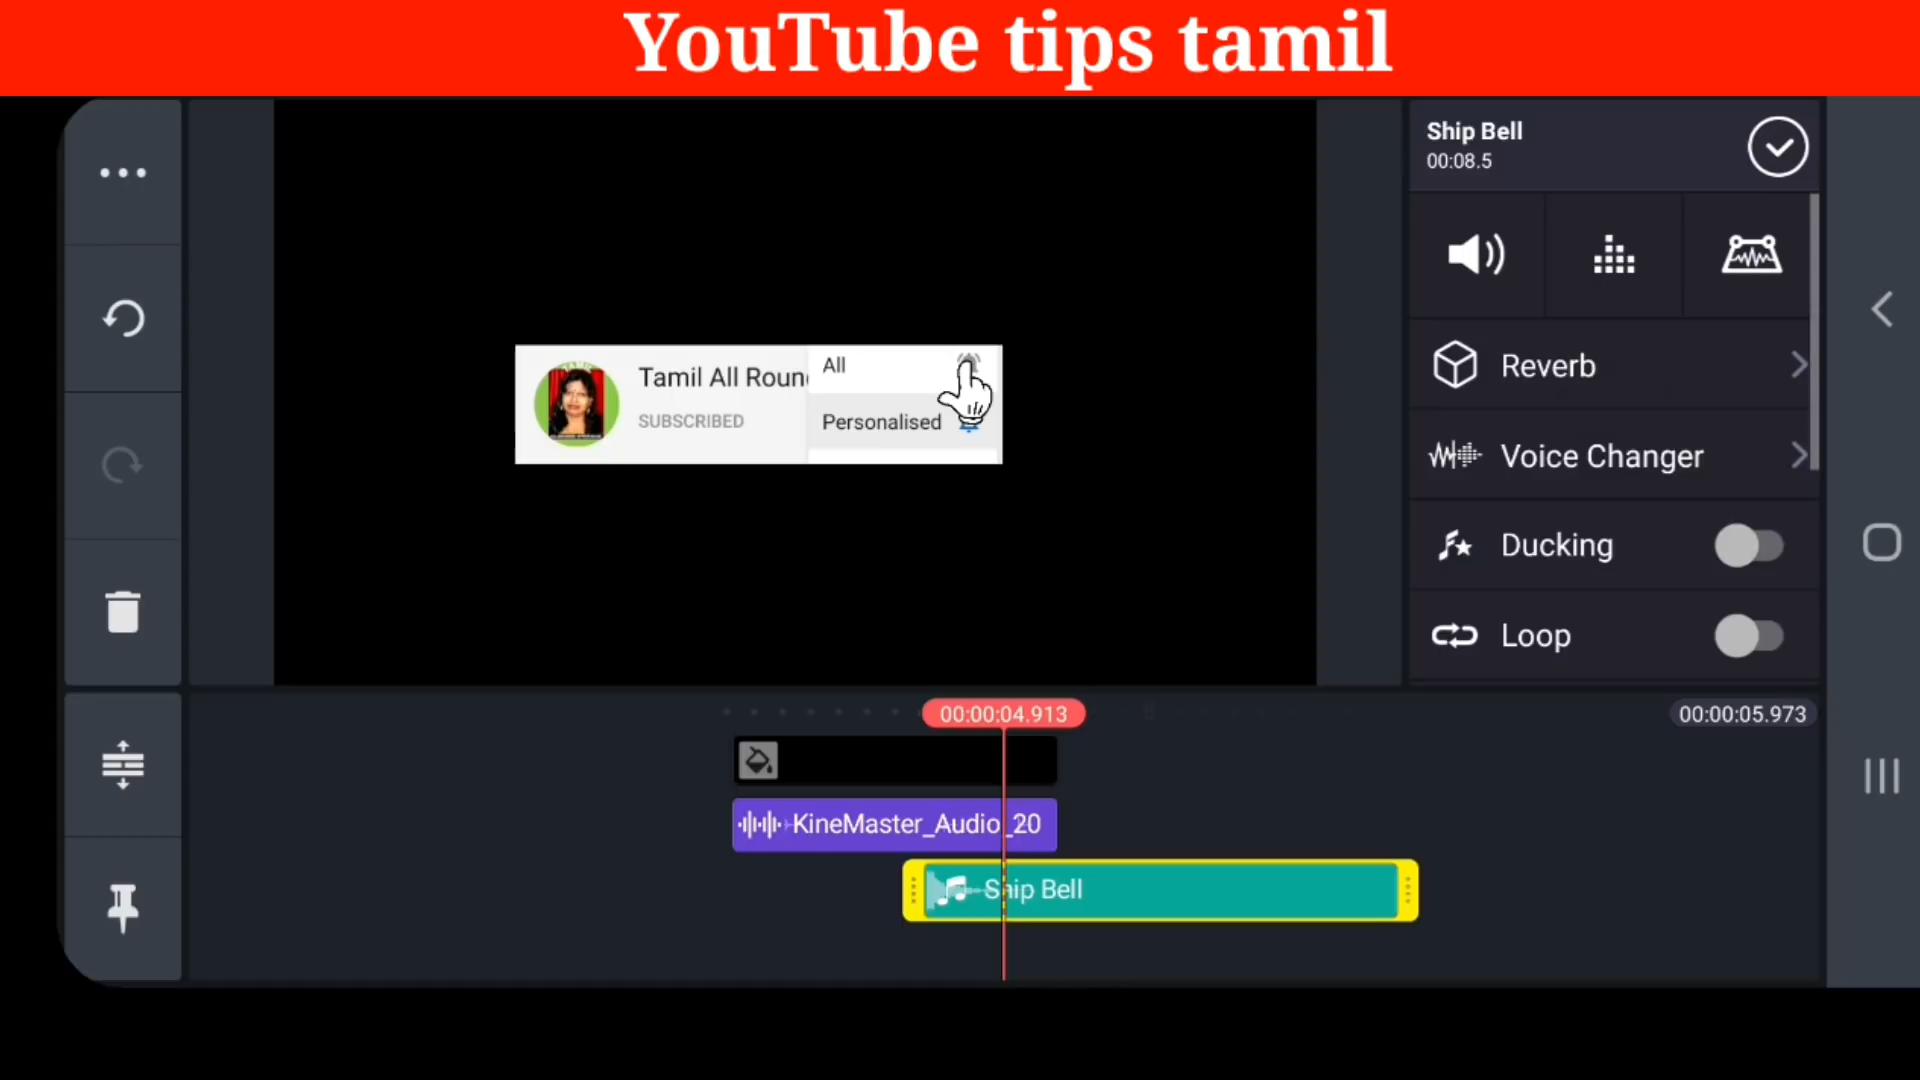 YouTube tips tamil
Ship Bell
00:08.5
Reverb
Voice Changer
Ducking
Loop
Tamil All Roun
SUBSCRIBED
All
Personalised
00:00:04.913
00:00:05.973
KineMaster_Audio_20
Ship Bell